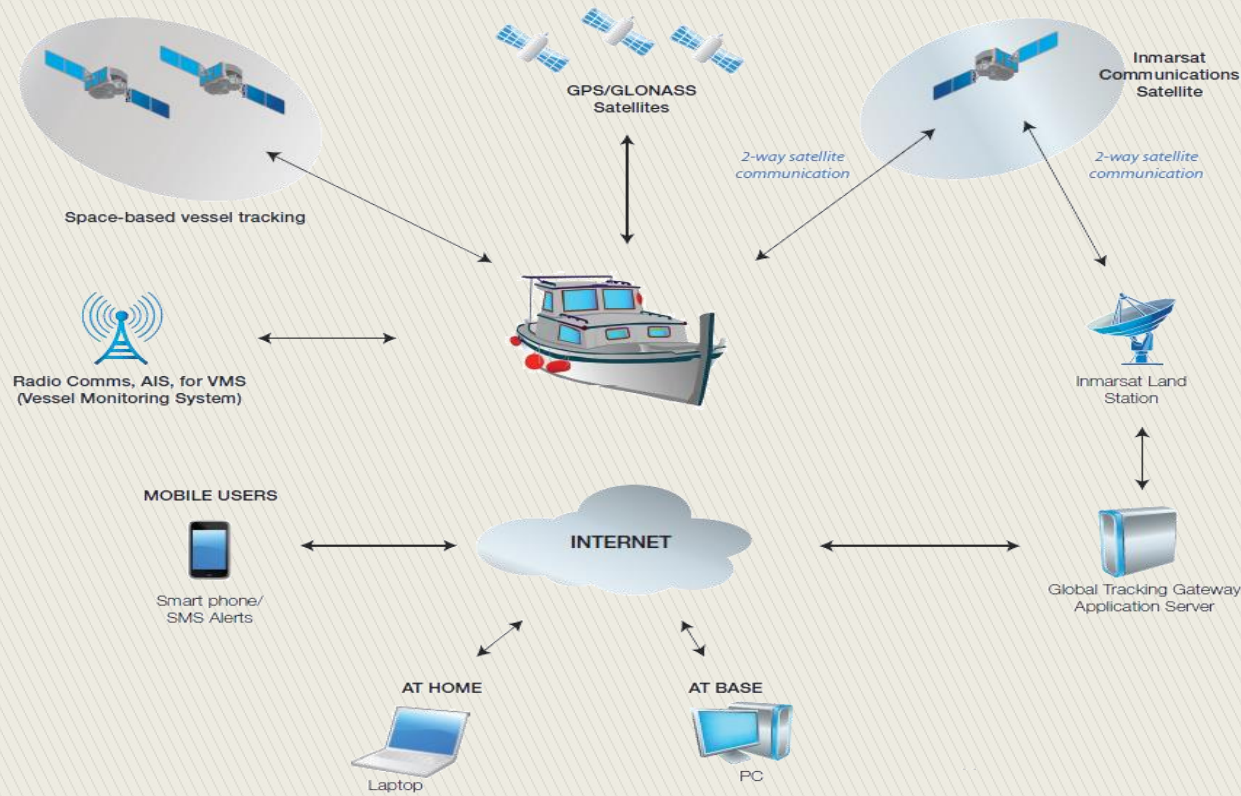 GPS/GLONASS
Satellites
Inmarsat
Communications
Satellite
2-way satellite
communication
2-way satellite
communication
Space-based vessel tracking
Radio Comms, AIS, for VMS
(Vessel Monitoring System)
Inmarsat Land
Station
MOBILE USERS
Smart phone/
SMS Alerts
INTERNET
Global Tracking Gateway
Application Server
AT HOME
Laptop
AT BASE
PC